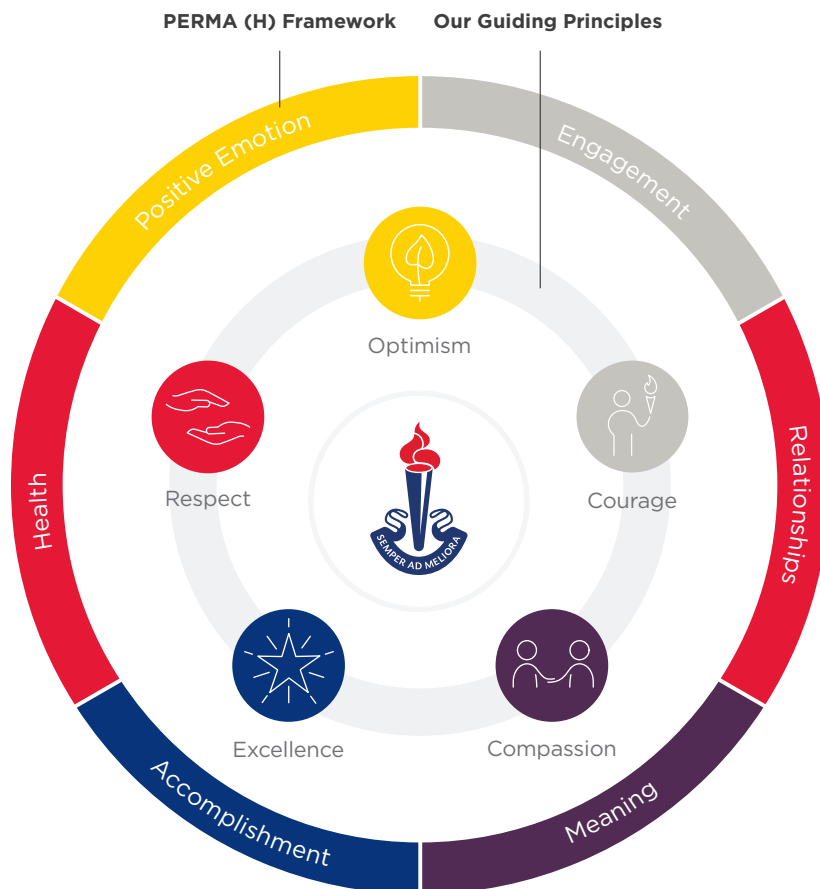 PERMA (H) Framework
Our Guiding Principles
Positive Emotion
Engagement
Optimism
Respect
Courage
Health
Relationships
SEMPER AD MELIORA
Excellence
Compassion
Accomplishment
Meaning